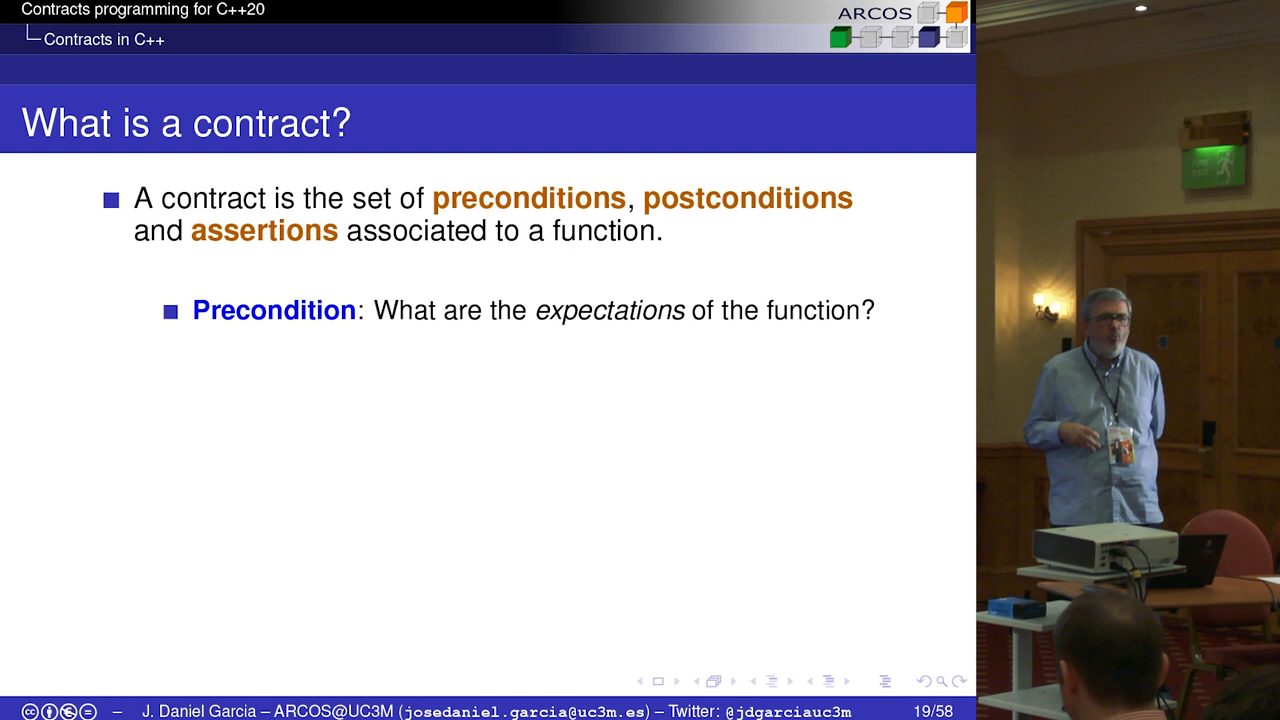 Contracts programming for C++20
Contracts in C++
ARCOS
What is a contract?
A contract is the set of preconditions, postconditions
and assertions associated to a function.
Precondition: What are the expectations of the function?
J. Daniel Garcia – ARCOS@UC3M (josedaniel.garcia@uc3m.es) – Twitter: @jdgarciauc3m
19/58